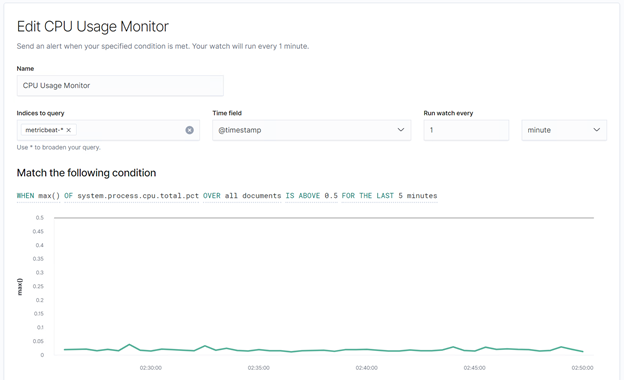 Edit CPU Usage Monitor
Send an alert when your specified condition is met. Your watch will run every 1 minute.
Name
CPU Usage Monitor
Indices to query Time field Run watch every
metricbeat-* × @timestamp 1 minute
Use * to broaden your query.
Match the following condition
WHEN max() OF system.process.cpu.total.pct OVER all documents IS ABOVE 0.5 FOR THE LAST 5 minutes
0.5
0.45
0.4
0.35
0.3
0.25
0.2
0.15
0.1
0.05
0
max()
02:30:00 02:35:00 02:40:00 02:45:00 02:50:00